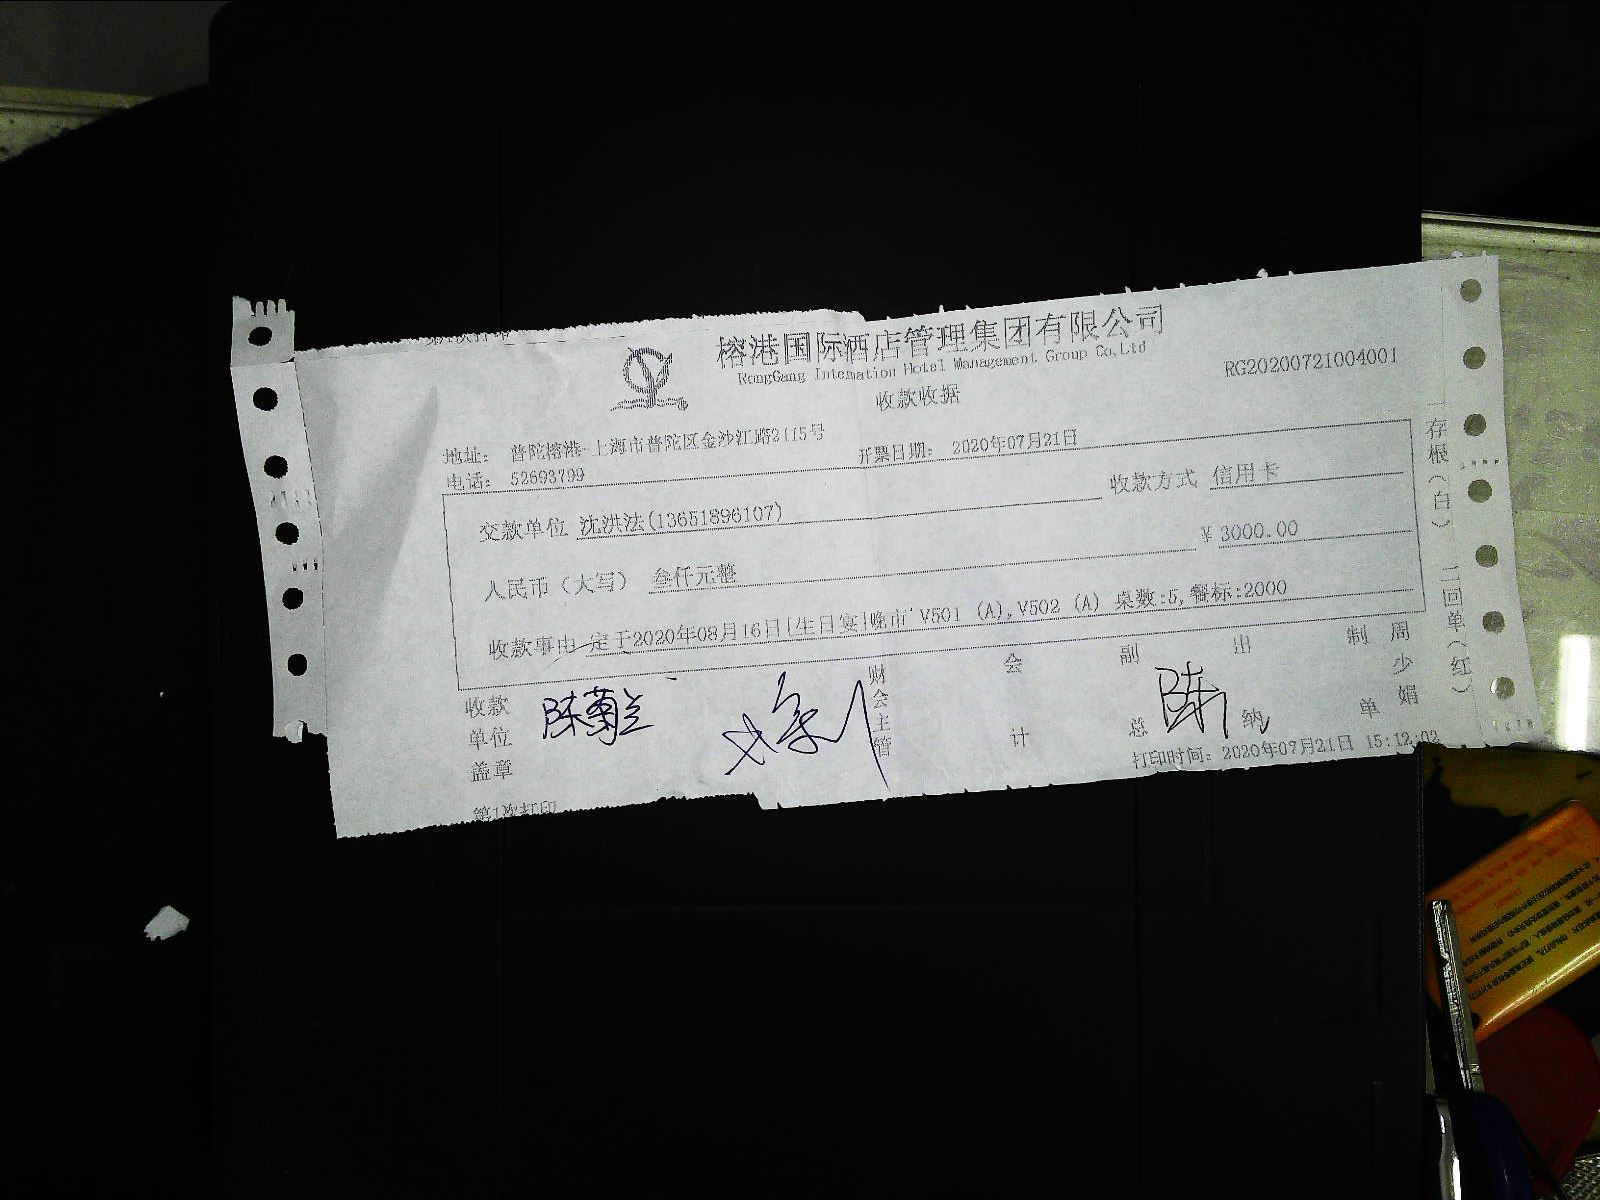 榕港国际酒店管理集团有限公司
RongGang Internation Hotel Management Group Co,Ltd
RG20200721004001
收款收据
地址： 普陀榕港-上海市普陀区金沙江路2115号
电话： 52693799
开票日期： 2020年07月21日
交款单位 沈洪法(13651896107)
收款方式 信用卡
人民币（大写） 叁仟元整
¥ 3000.00
收款事由 定于2020年08月16日[生日宴]晚市'V501 (A),V502 (A) 桌数:5,餐标:2000
收款单位盖章
陈菊兰
财会主管
会计
副总
出纳
制单
周少娟
打印时间：2020年07月21日 15:12:02
第1次打印
一存根（白） 二回单（红）